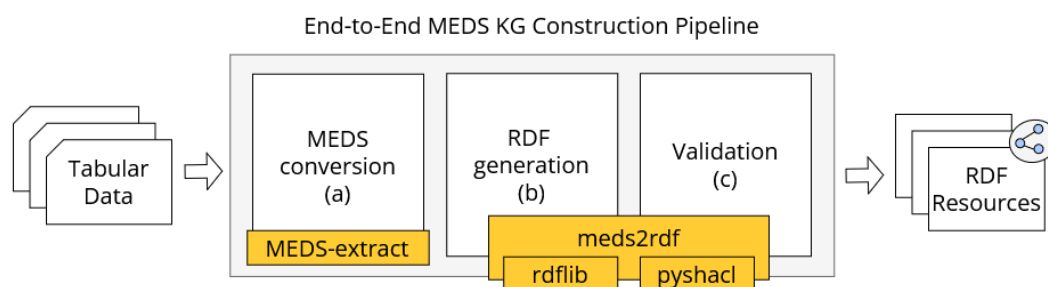 End-to-End MEDS KG Construction Pipeline
Tabular
Data
MEDS
conversion
(a)
MEDS-extract
RDF
generation
(b)
Validation
(c)
meds2rdf
rdflib
pyshacl
RDF
Resources